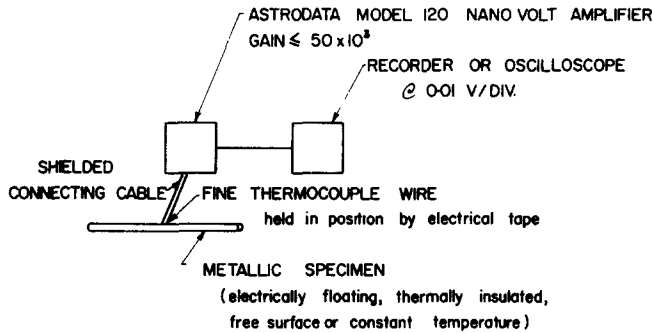 ASTRODATA MODEL 120 NANO VOLT AMPLIFIER
GAIN ≤ 50 x 10³
RECORDER OR OSCILLOSCOPE
@ 0·01 V/DIV.
SHIELDED
CONNECTING CABLE
FINE THERMOCOUPLE WIRE
held in position by electrical tape
METALLIC SPECIMEN
(electrically floating, thermally insulated,
free surface or constant temperature)